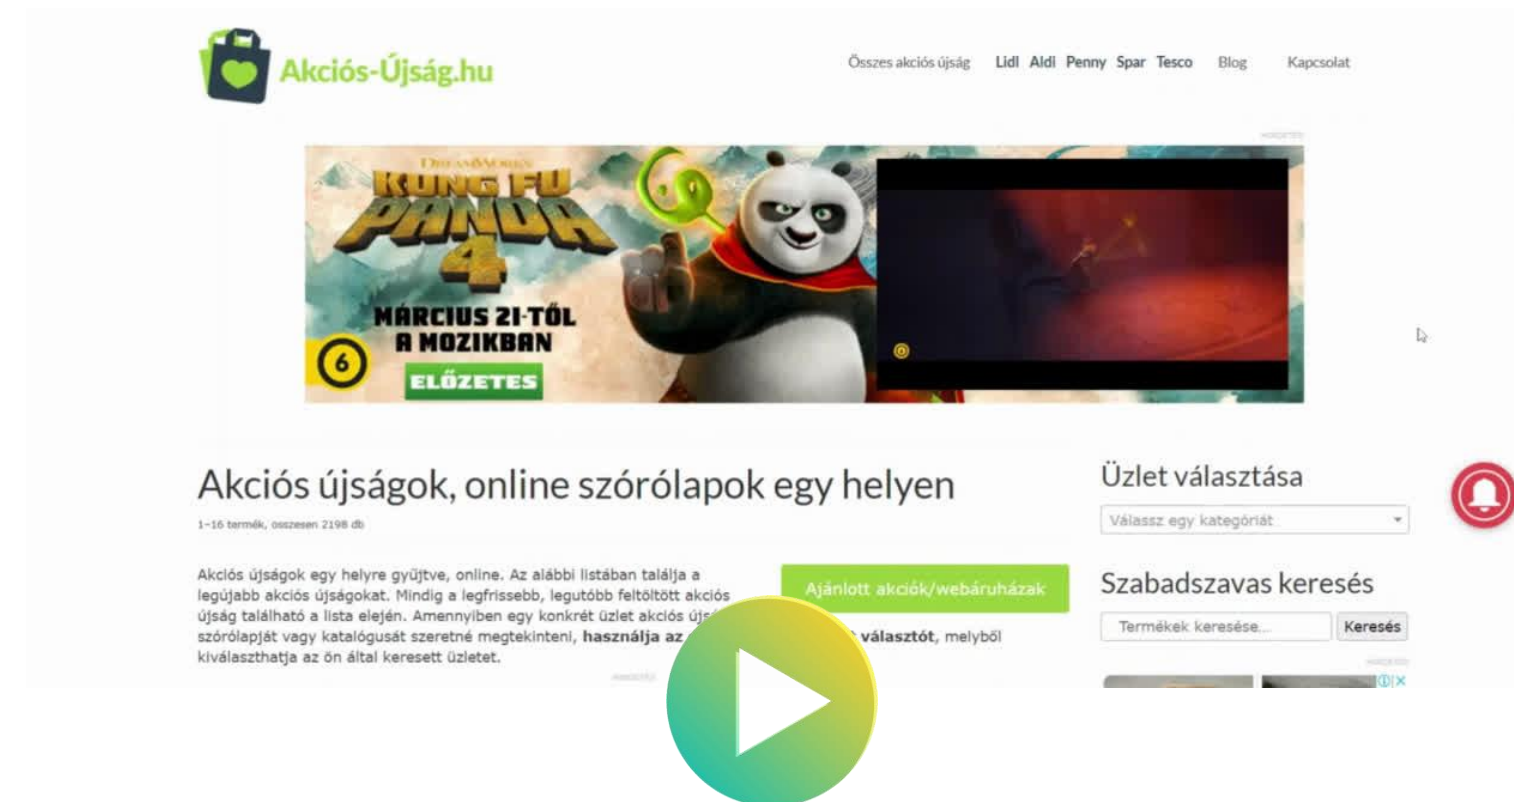 Akciós-Újság.hu
Összes akciós újság Lidl Aldi Penny Spar Tesco Blog Kapcsolat
DREAMWORKS
KUNG FU
PANDA
4
MÁRCIUS 21-TŐL
A MOZIKBAN
6
ELŐZETES
Akciós újságok, online szórólapok egy helyen
1-16 termék, összesen 2198 db
Akciós újságok egy helyre gyűjtve, online. Az alábbi listában találja a
legújabb akciós újságokat. Mindig a legfrissebb, legutóbb feltöltött akciós
újság található a lista elején. Amennyiben egy konkrét üzlet akciós
szórólapját vagy katalógusát szeretné megtekinteni, használja az választót, melyből
kiválaszthatja az ön által keresett üzletet.
Ajánlott akciók/webáruházak
Üzlet választása
Válassz egy kategóriát
Szabadszavas keresés
Termékek keresése...
Keresés